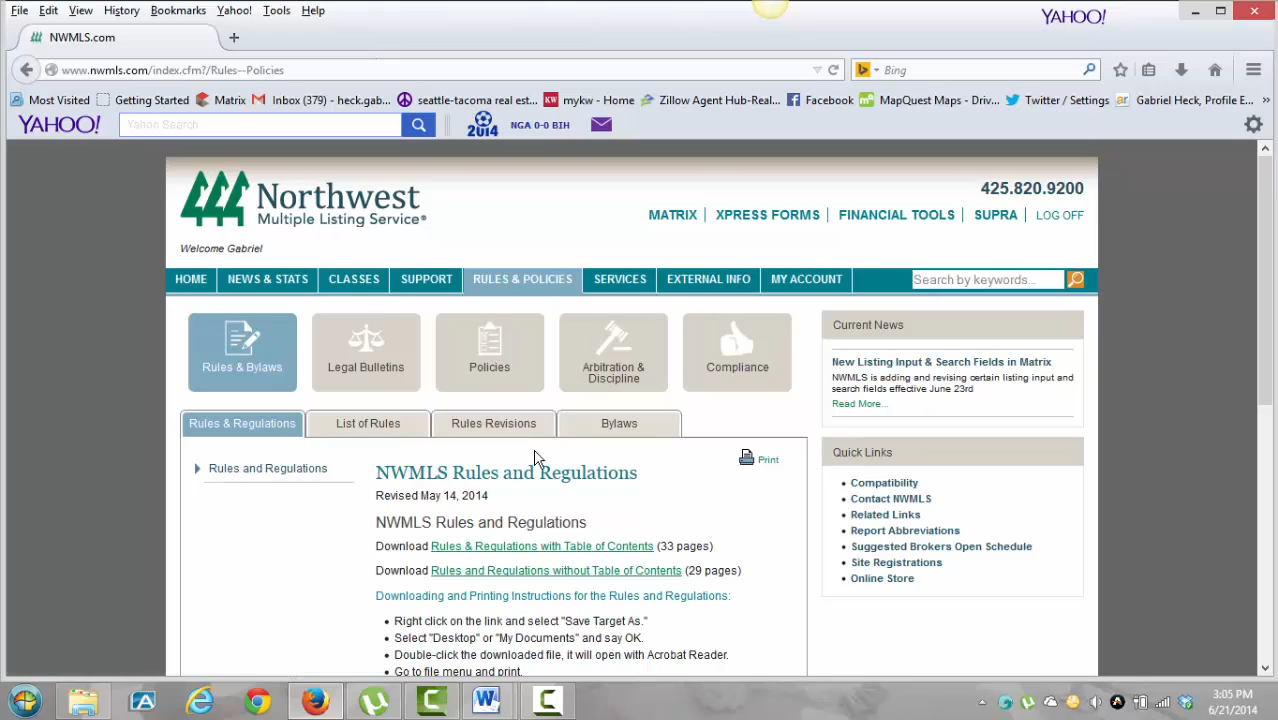 File Edit View History Bookmarks Yahoo! Tools Help
YAHOO!
NWMLS.com
www.nwmls.com/index.cfm?/Rules--Policies
Bing
Most Visited Getting Started Matrix Inbox (379) - heck.gab... seattle-tacoma real est... mykw - Home Zillow Agent Hub-Real... Facebook MapQuest Maps - Driv... Twitter / Settings Gabriel Heck, Profile E...
YAHOO! Yahoo Search 2014 NGA 0-0 BIH
Northwest
Multiple Listing Service®
425.820.9200
MATRIX | XPRESS FORMS | FINANCIAL TOOLS | SUPRA | LOG OFF
Welcome Gabriel
HOME NEWS & STATS CLASSES SUPPORT RULES & POLICIES SERVICES EXTERNAL INFO MY ACCOUNT Search by keywords...
Rules & Bylaws Legal Bulletins Policies Arbitration & Discipline Compliance
Rules & Regulations List of Rules Rules Revisions Bylaws
Rules and Regulations
NWMLS Rules and Regulations
Print
Revised May 14, 2014
NWMLS Rules and Regulations
Download Rules & Regulations with Table of Contents (33 pages)
Download Rules and Regulations without Table of Contents (29 pages)
Downloading and Printing Instructions for the Rules and Regulations:
Right click on the link and select "Save Target As."
Select "Desktop" or "My Documents" and say OK.
Double-click the downloaded file, it will open with Acrobat Reader.
Go to file menu and print.
Current News
New Listing Input & Search Fields in Matrix
NWMLS is adding and revising certain listing input and
search fields effective June 23rd
Read More...
Quick Links
Compatibility
Contact NWMLS
Related Links
Report Abbreviations
Suggested Brokers Open Schedule
Site Registrations
Online Store
3:05 PM
6/21/2014